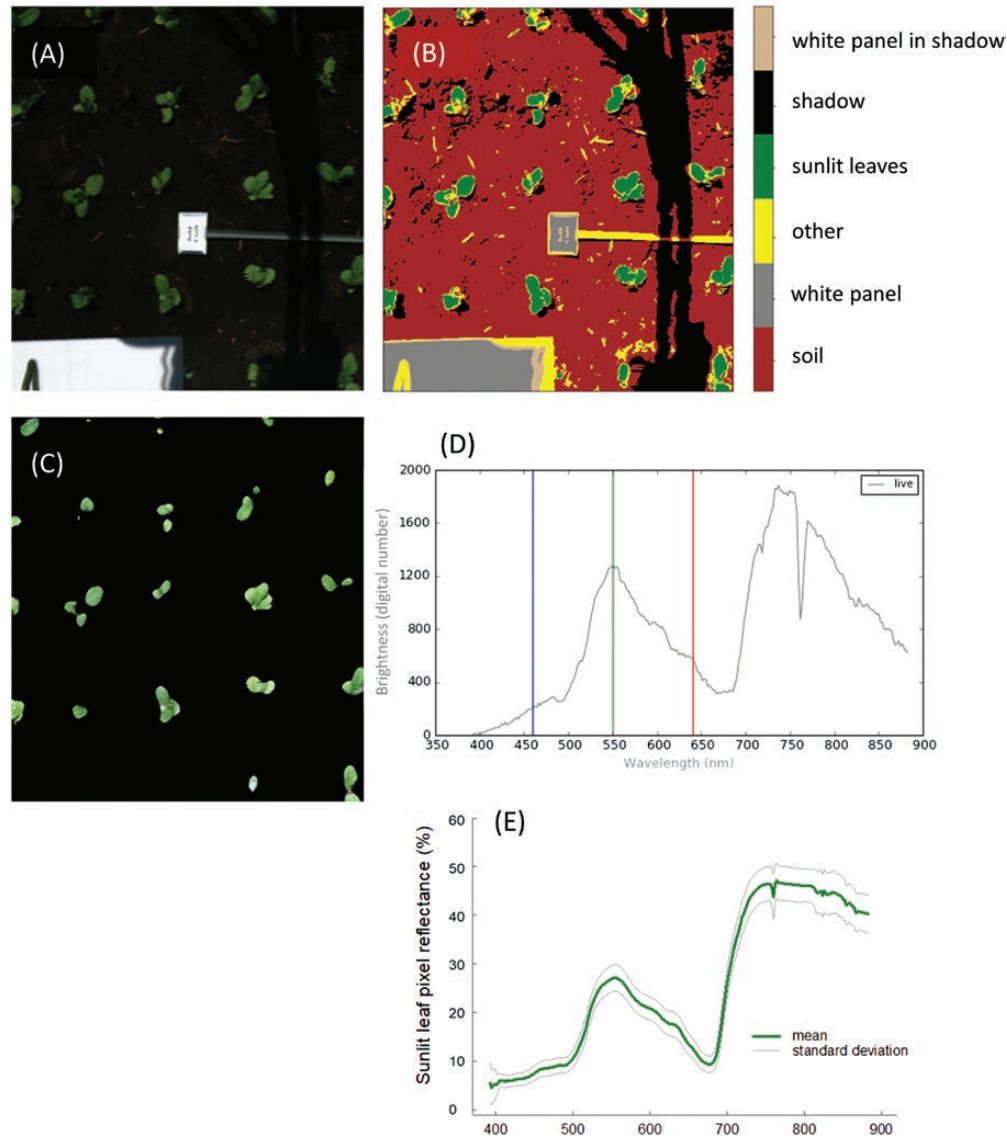 (A)
(B)
white panel in shadow
shadow
sunlit leaves
other
white panel
soil
(C)
(D)
2000
1600
1200
800
400
0
Brightness (digital number)
live
350 400 450 500 550 600 650 700 750 800 850 900
Wavelength (nm)
(E)
60
50
40
30
20
10
0
Sunlit leaf pixel reflectance (%)
mean
standard deviation
400 500 600 700 800 900